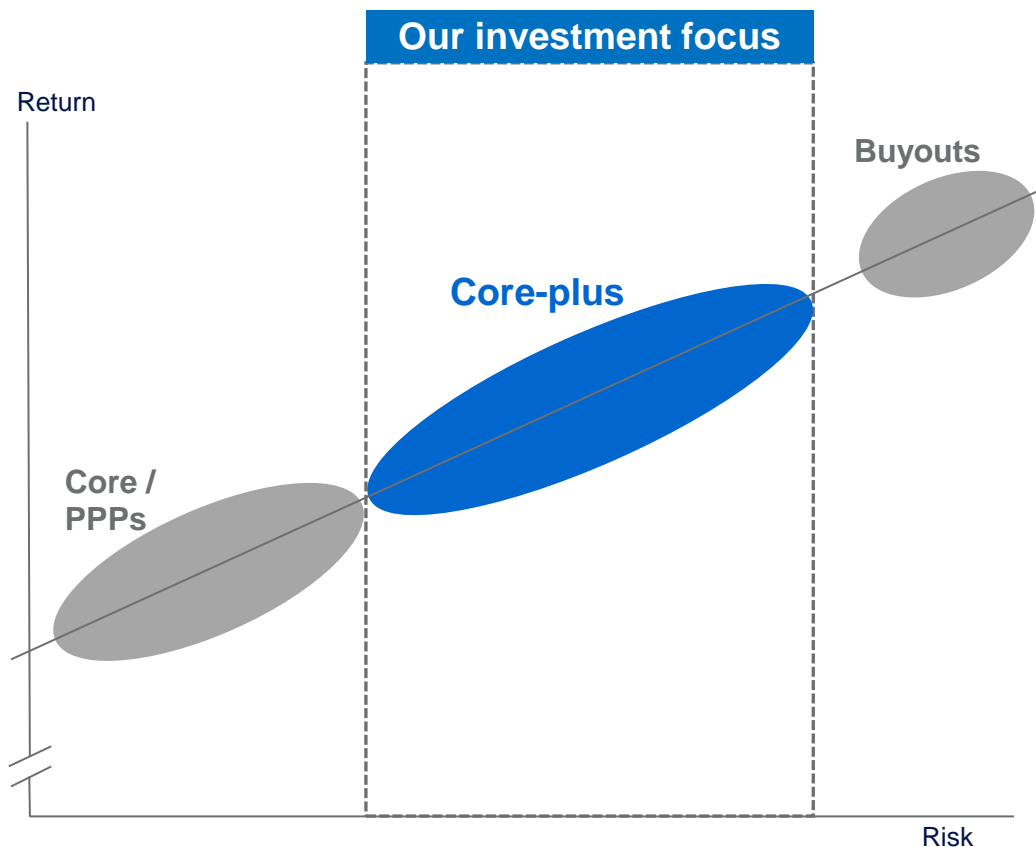 Our investment focus
Return
Buyouts
Core-plus
Core /
PPPs
Risk